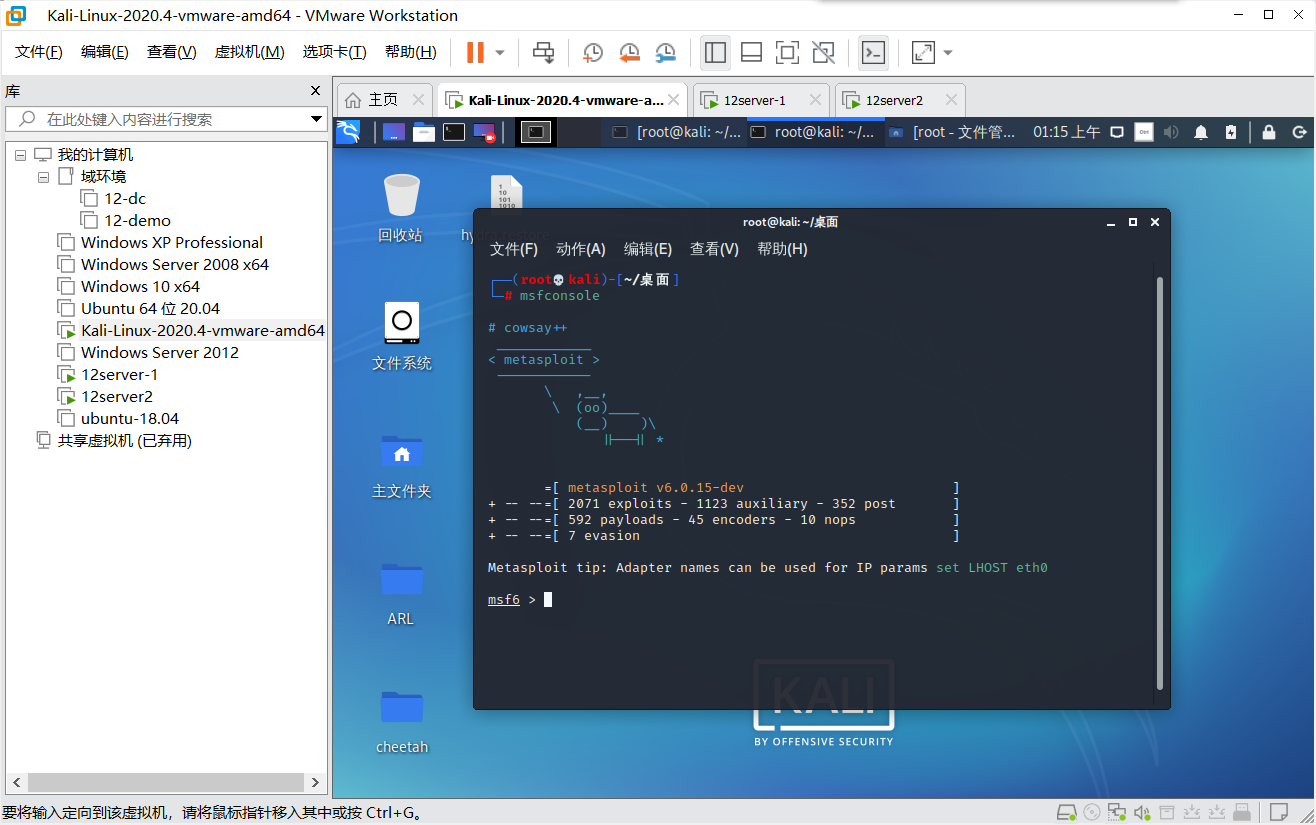 Kali-Linux-2020.4-vmware-amd64 - VMware Workstation
文件(F) 编辑(E) 查看(V) 虚拟机(M) 选项卡(T) 帮助(H)
库
在此处键入内容进行搜索
我的计算机
域环境
12-dc
12-demo
Windows XP Professional
Windows Server 2008 x64
Windows 10 x64
Ubuntu 64 位 20.04
Kali-Linux-2020.4-vmware-amd64
Windows Server 2012
12server-1
12server2
ubuntu-18.04
共享虚拟机 (已弃用)
主页 Kali-Linux-2020.4-vmware-a... 12server-1 12server2
[root@kali: ~/... root@kali: ~/... [root - 文件管... 01:15 上午
回收站
文件系统
主文件夹
ARL
cheetah
root@kali: ~/桌面
文件(F) 动作(A) 编辑(E) 查看(V) 帮助(H)
(root💀kali)-[~/桌面]
# msfconsole
# cowsay++
< metasploit >
\ ,__,
\ (oo)____
(__) )\
||--|| *
=[ metasploit v6.0.15-dev ]
+ -- --=[ 2071 exploits - 1123 auxiliary - 352 post ]
+ -- --=[ 592 payloads - 45 encoders - 10 nops ]
+ -- --=[ 7 evasion ]
Metasploit tip: Adapter names can be used for IP params set LHOST eth0
msf6 >
KALI
BY OFFENSIVE SECURITY
要将输入定向到该虚拟机，请将鼠标指针移入其中或按 Ctrl+G。